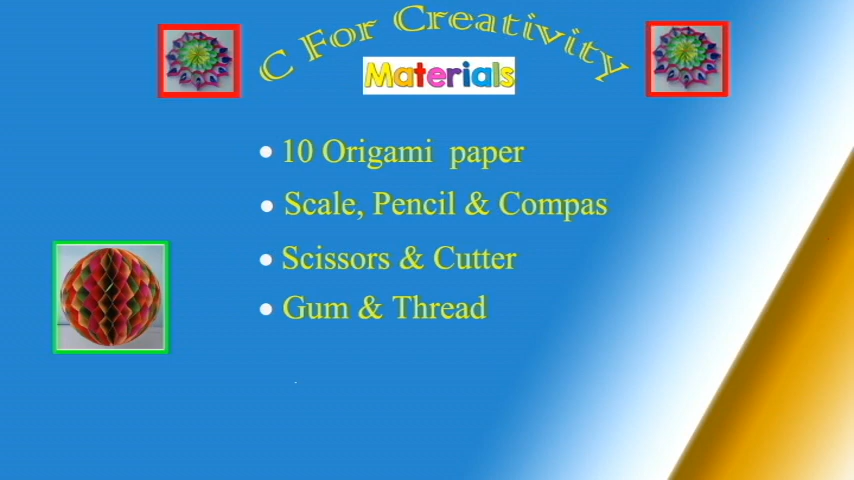 C For Creativity
Materials
10 Origami paper
Scale, Pencil & Compas
Scissors & Cutter
Gum & Thread